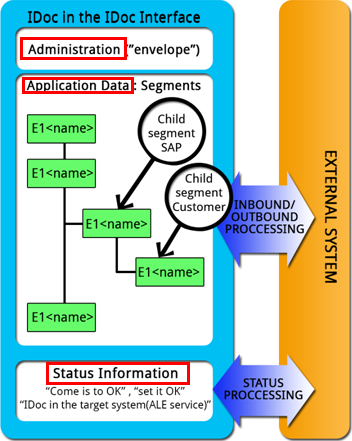 IDoc in the IDoc Interface
Administration ("envelope")
Application Data: Segments
E1<name>
E1<name>
E1<name>
E1<name>
E1<name>
Child
segment
SAP
Child
segment
Customer
INBOUND/
OUTBOUND
PROCCESSING
EXTERNAL SYSTEM
Status Information
"Come is to OK" , "set it OK"
"IDoc in the target system(ALE service)"
STATUS
PROCCESSING